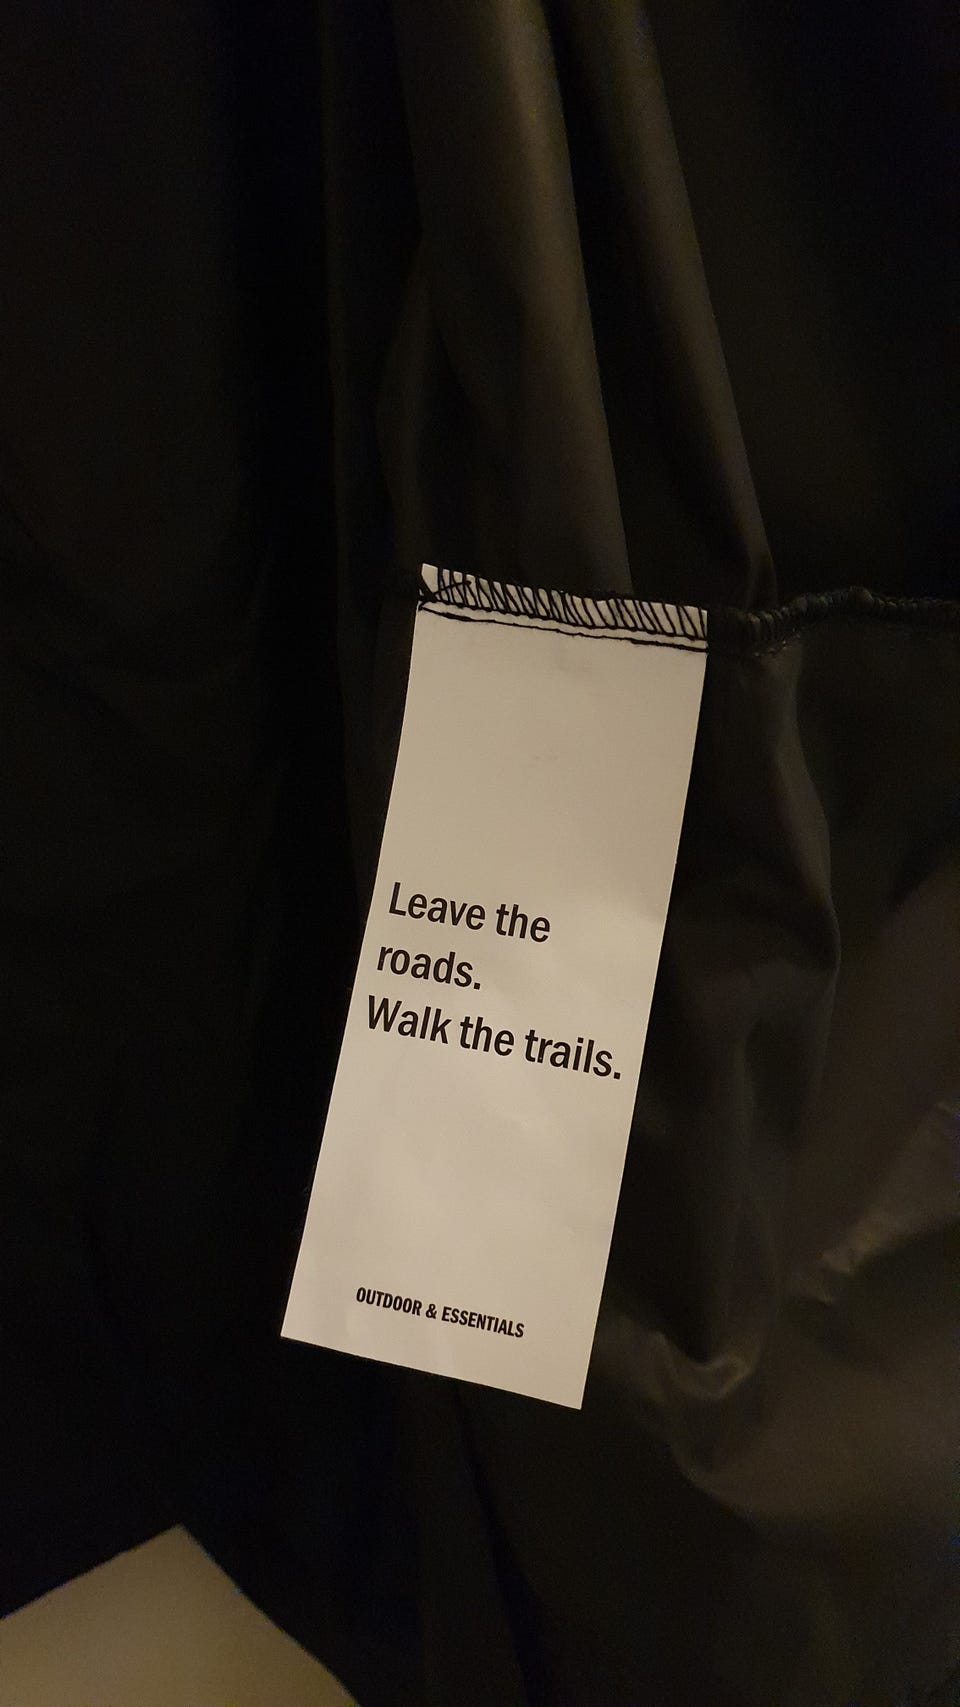 Leave the
roads.
Walk the trails.
OUTDOOR & ESSENTIALS